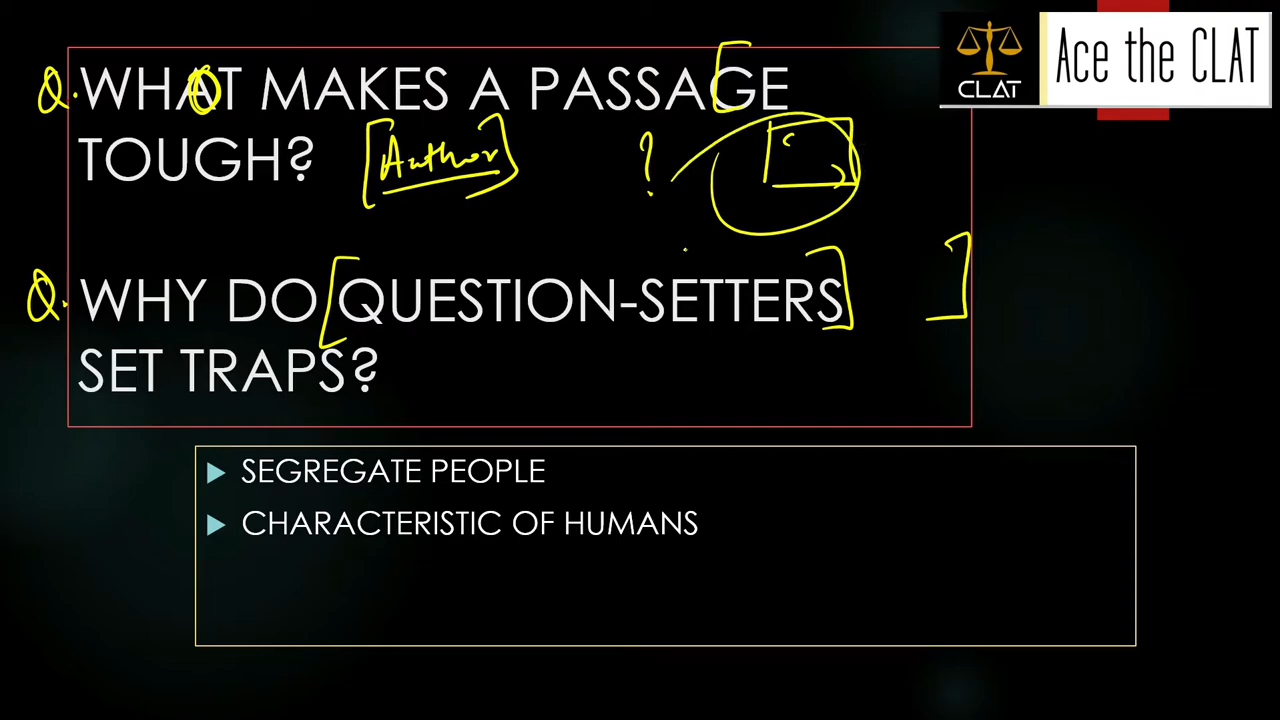 Q. WHAT MAKES A PASSAGE
TOUGH? [Author] ?
Q. WHY DO [QUESTION-SETTERS]
SET TRAPS?
SEGREGATE PEOPLE
CHARACTERISTIC OF HUMANS
CLAT
Ace the CLAT